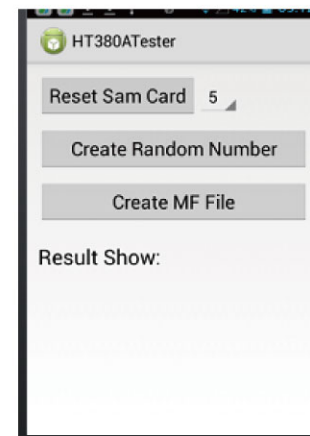 HT380ATester
Reset Sam Card 5
Create Random Number
Create MF File
Result Show: